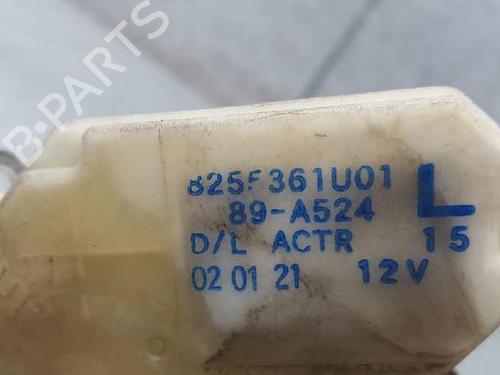 B-PARTS
825F361U01
89-A524
L
D/L ACTR 15
02 01 21 12V